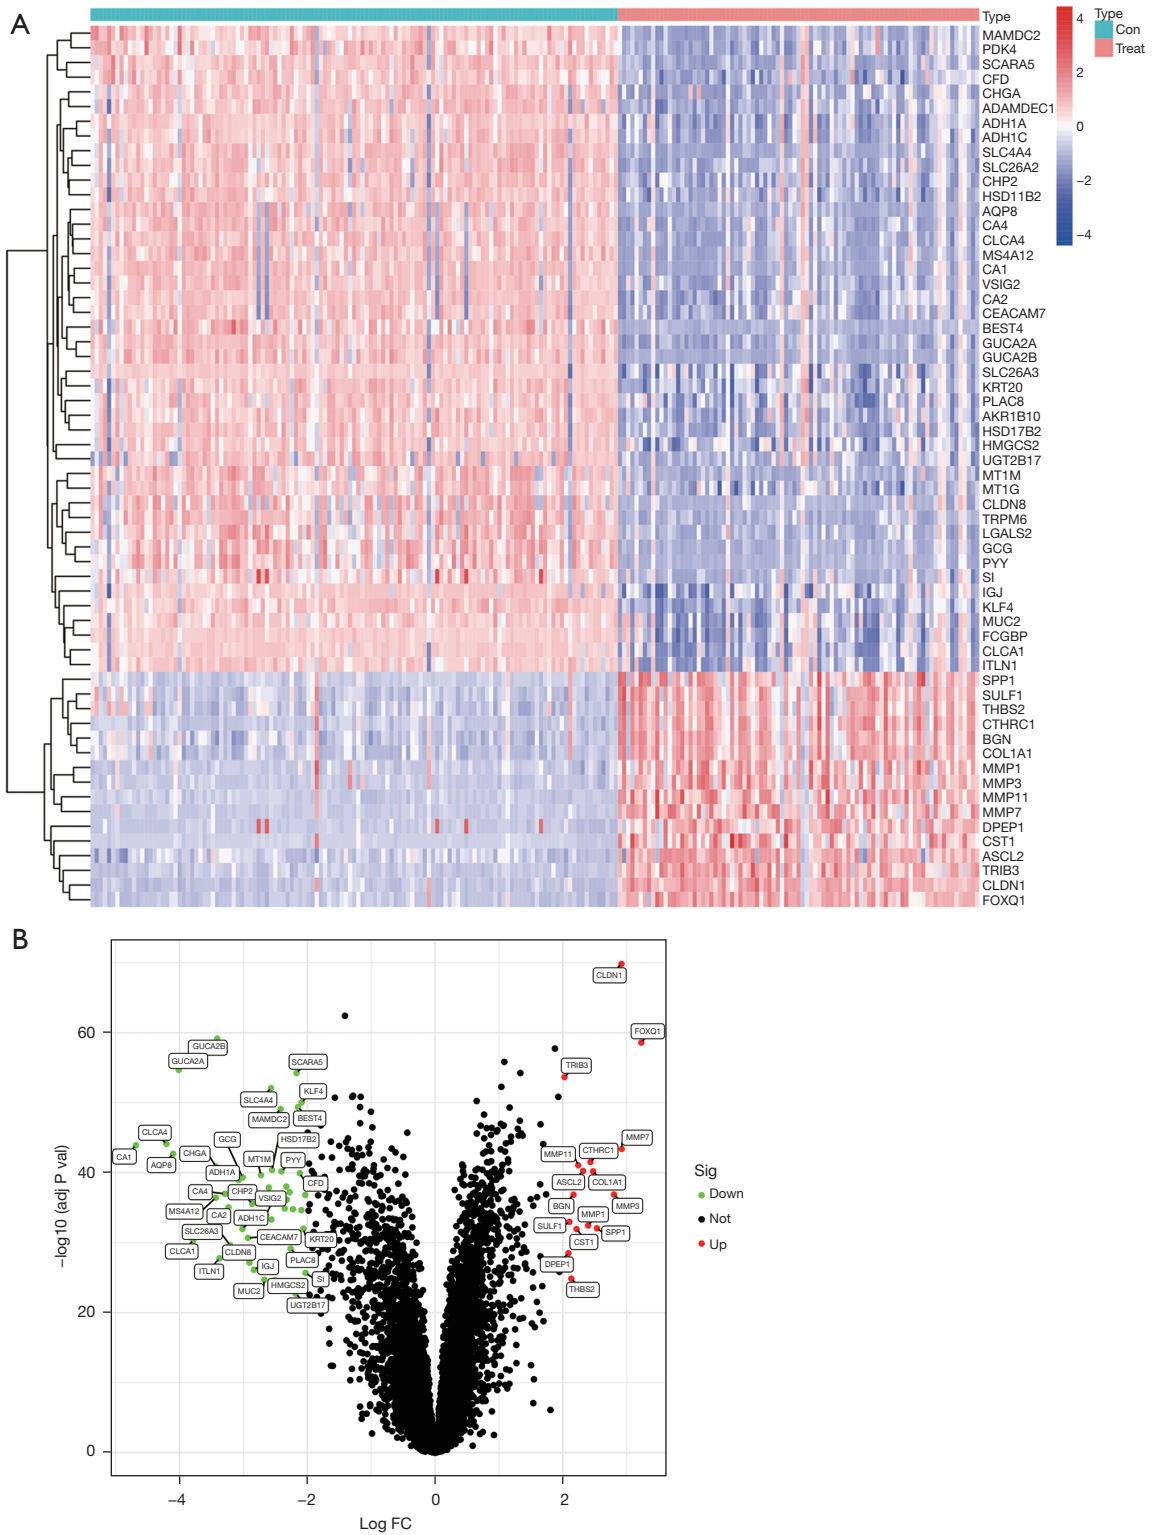 A
Type
MAMDC2
PDK4
SCARA5
CFD
CHGA
ADAMDEC1
ADH1A
ADH1C
SLC4A4
SLC26A2
CHP2
HSD11B2
AQP8
CA4
CLCA4
MS4A12
CA1
VSIG2
CA2
CEACAM7
BEST4
GUCA2A
GUCA2B
SLC26A3
KRT20
PLAC8
AKR1B10
HSD17B2
HMGCS2
UGT2B17
MT1M
MT1G
CLDN8
TRPM6
LGALS2
GCG
PYY
SI
IGJ
KLF4
MUC2
FCGBP
CLCA1
ITLN1
SPP1
SULF1
THBS2
CTHRC1
BGN
COL1A1
MMP1
MMP3
MMP11
MMP7
DPEP1
CST1
ASCL2
TRIB3
CLDN1
FOXQ1
4
2
0
−2
−4
Type
Con
Treat
B
−log10 (adj P val)
60
40
20
0
−4
−2
0
2
Log FC
CLDN1
FOXQ1
GUCA2B
GUCA2A
SCARA5
TRIB3
SLC4A4
KLF4
MAMDC2
BEST4
CLCA4
GCG
HSD17B2
MMP7
CA1
AQP8
CHGA
MT1M
PYY
MMP11
CTHRC1
ADH1A
CFD
ASCL2
COL1A1
CA4
CHP2
VSIG2
MS4A12
CA2
ADH1C
BGN
MMP3
MMP1
SLC26A3
CEACAM7
KRT20
SULF1
SPP1
CLCA1
CLDN8
PLAC8
CST1
ITLN1
IGJ
DPEP1
MUC2
HMGCS2
SI
THBS2
UGT2B17
Sig
Down
Not
Up